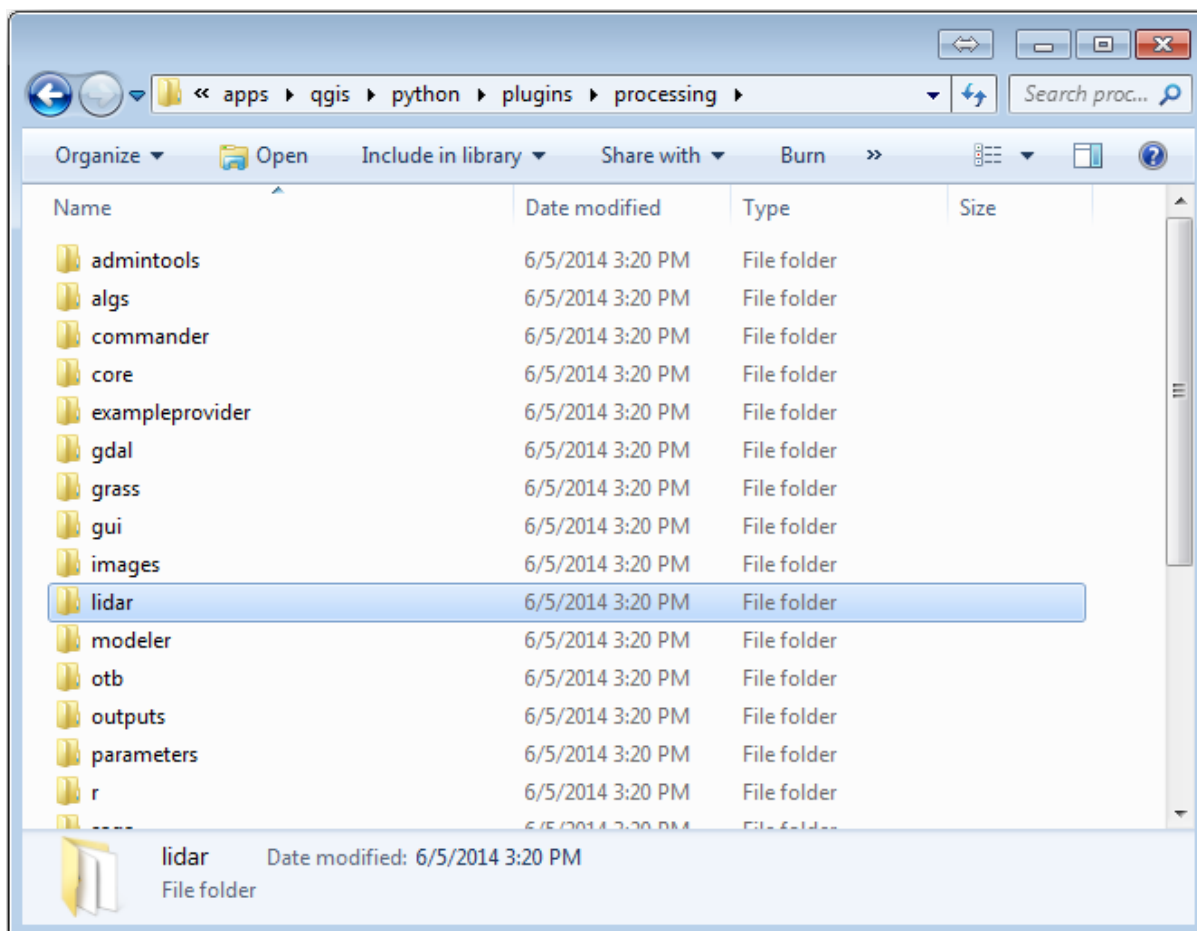 « apps ▸ qgis ▸ python ▸ plugins ▸ processing ▸ Search proc...
Organize ▾ Open Include in library ▾ Share with ▾ Burn »
Name Date modified Type Size
admintools 6/5/2014 3:20 PM File folder
algs 6/5/2014 3:20 PM File folder
commander 6/5/2014 3:20 PM File folder
core 6/5/2014 3:20 PM File folder
exampleprovider 6/5/2014 3:20 PM File folder
gdal 6/5/2014 3:20 PM File folder
grass 6/5/2014 3:20 PM File folder
gui 6/5/2014 3:20 PM File folder
images 6/5/2014 3:20 PM File folder
lidar 6/5/2014 3:20 PM File folder
modeler 6/5/2014 3:20 PM File folder
otb 6/5/2014 3:20 PM File folder
outputs 6/5/2014 3:20 PM File folder
parameters 6/5/2014 3:20 PM File folder
r 6/5/2014 3:20 PM File folder
6/5/2014 3:20 PM File folder
lidar Date modified: 6/5/2014 3:20 PM
File folder